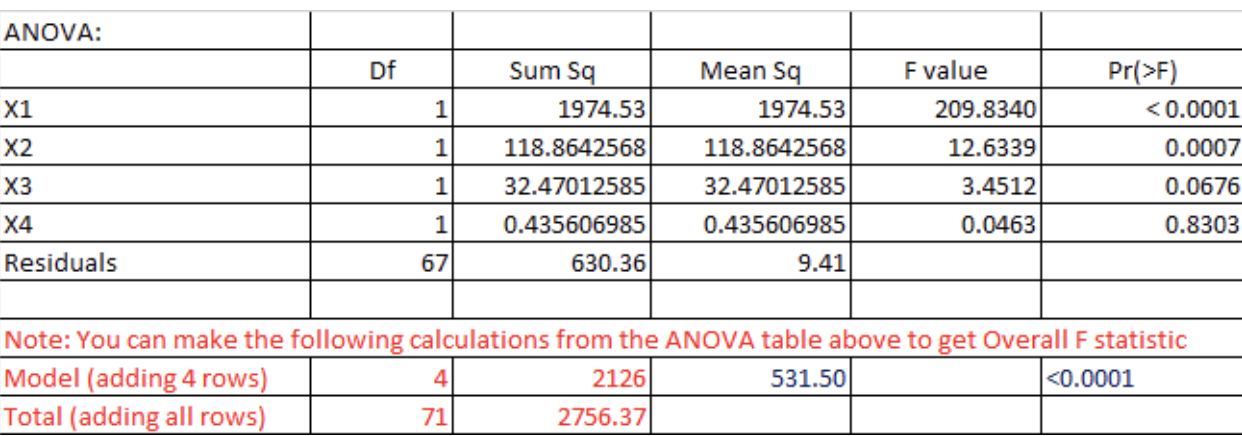 ANOVA:
Df Sum Sq Mean Sq F value Pr(>F)
X1 1 1974.53 1974.53 209.8340 < 0.0001
X2 1 118.8642568 118.8642568 12.6339 0.0007
X3 1 32.47012585 32.47012585 3.4512 0.0676
X4 1 0.435606985 0.435606985 0.0463 0.8303
Residuals 67 630.36 9.41
Note: You can make the following calculations from the ANOVA table above to get Overall F statistic
Model (adding 4 rows) 4 2126 531.50 <0.0001
Total (adding all rows) 71 2756.37